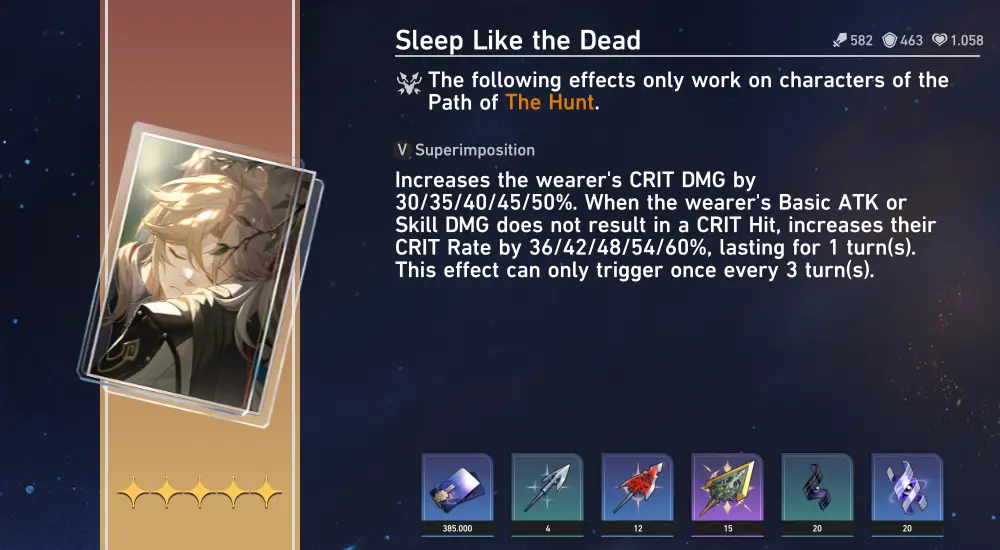 Sleep Like the Dead
582 463 1.058
The following effects only work on characters of the
Path of The Hunt.
V Superimposition
Increases the wearer's CRIT DMG by
30/35/40/45/50%. When the wearer's Basic ATK or
Skill DMG does not result in a CRIT Hit, increases their
CRIT Rate by 36/42/48/54/60%, lasting for 1 turn(s).
This effect can only trigger once every 3 turn(s).
385.000 4 12 15 20 20